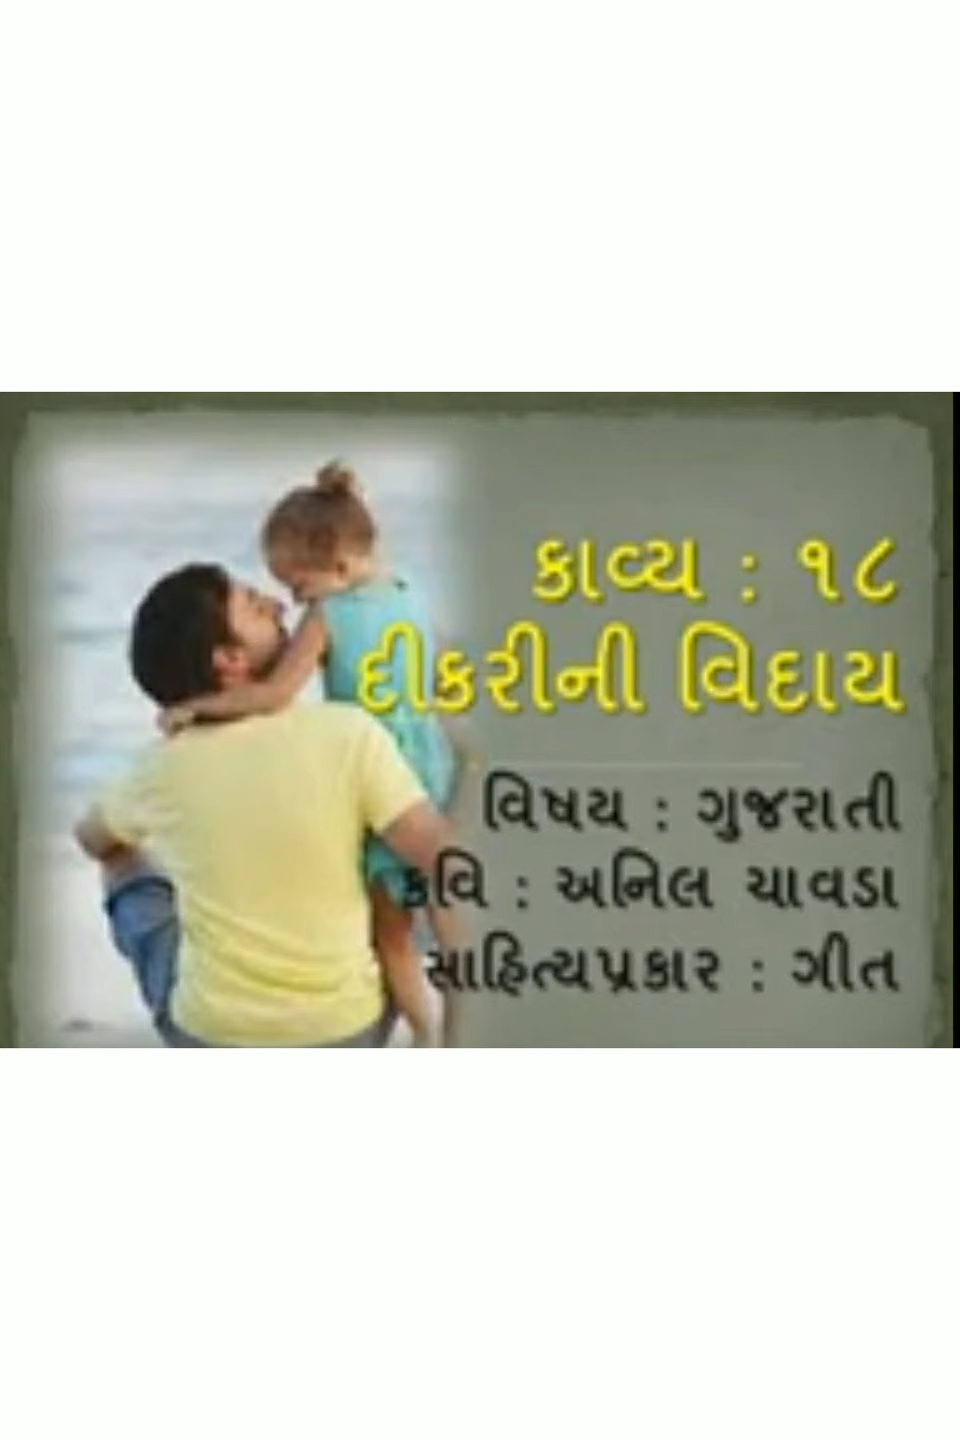 કાવ્ય : ૧૮
દીકરીની વિદાય
વિષય : ગુજરાતી
કવિ : અનિલ ચાવડા
સાહિત્યપ્રકાર : ગીત